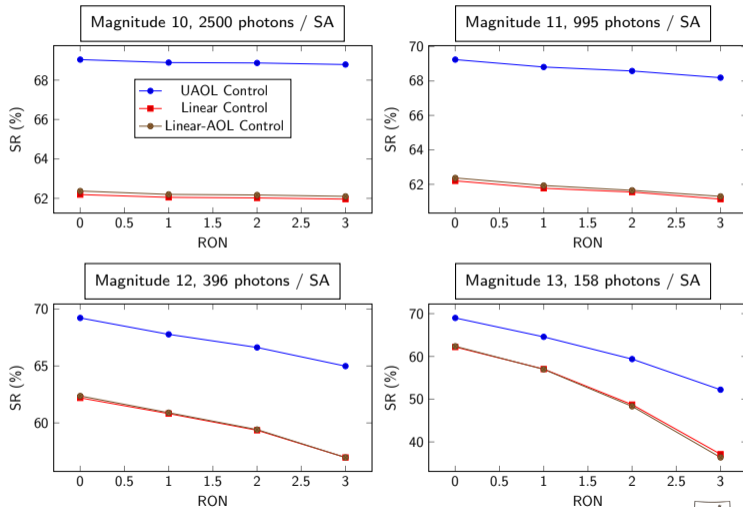 Magnitude 10, 2500 photons / SA
68
66
64
62
SR (%)
UAOL Control
Linear Control
Linear-AOL Control
0 0.5 1 1.5 2 2.5 3
RON
Magnitude 11, 995 photons / SA
70
68
66
64
62
SR (%)
0 0.5 1 1.5 2 2.5 3
RON
Magnitude 12, 396 photons / SA
70
65
60
SR (%)
0 0.5 1 1.5 2 2.5 3
RON
Magnitude 13, 158 photons / SA
70
60
50
40
SR (%)
0 0.5 1 1.5 2 2.5 3
RON